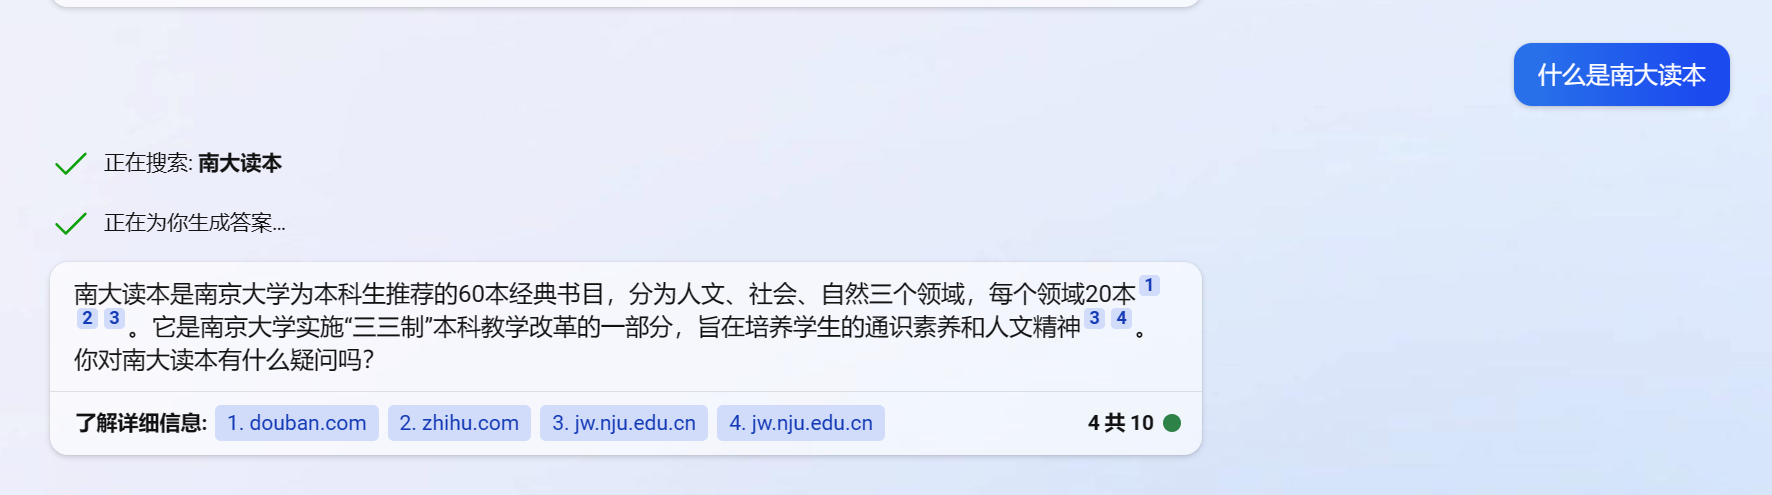 什么是南大读本
正在搜索: 南大读本
正在为你生成答案...
南大读本是南京大学为本科生推荐的60本经典书目，分为人文、社会、自然三个领域，每个领域20本1
2 3。它是南京大学实施“三三制”本科教学改革的一部分，旨在培养学生的通识素养和人文精神3 4。
你对南大读本有什么疑问吗？
了解详细信息: 1. douban.com 2. zhihu.com 3. jw.nju.edu.cn 4. jw.nju.edu.cn 4 共 10